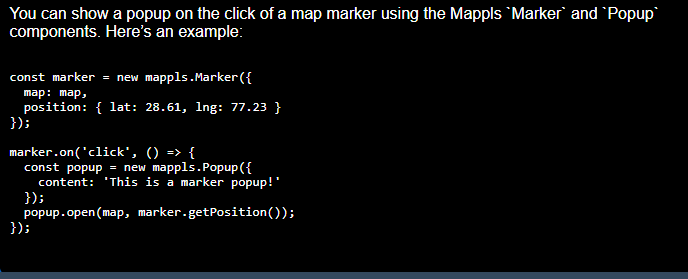 You can show a popup on the click of a map marker using the Mappls `Marker` and `Popup`
components. Here’s an example:
const marker = new mappls.Marker({
  map: map,
  position: { lat: 28.61, lng: 77.23 }
});
marker.on('click', () => {
  const popup = new mappls.Popup({
    content: 'This is a marker popup!'
  });
  popup.open(map, marker.getPosition());
});